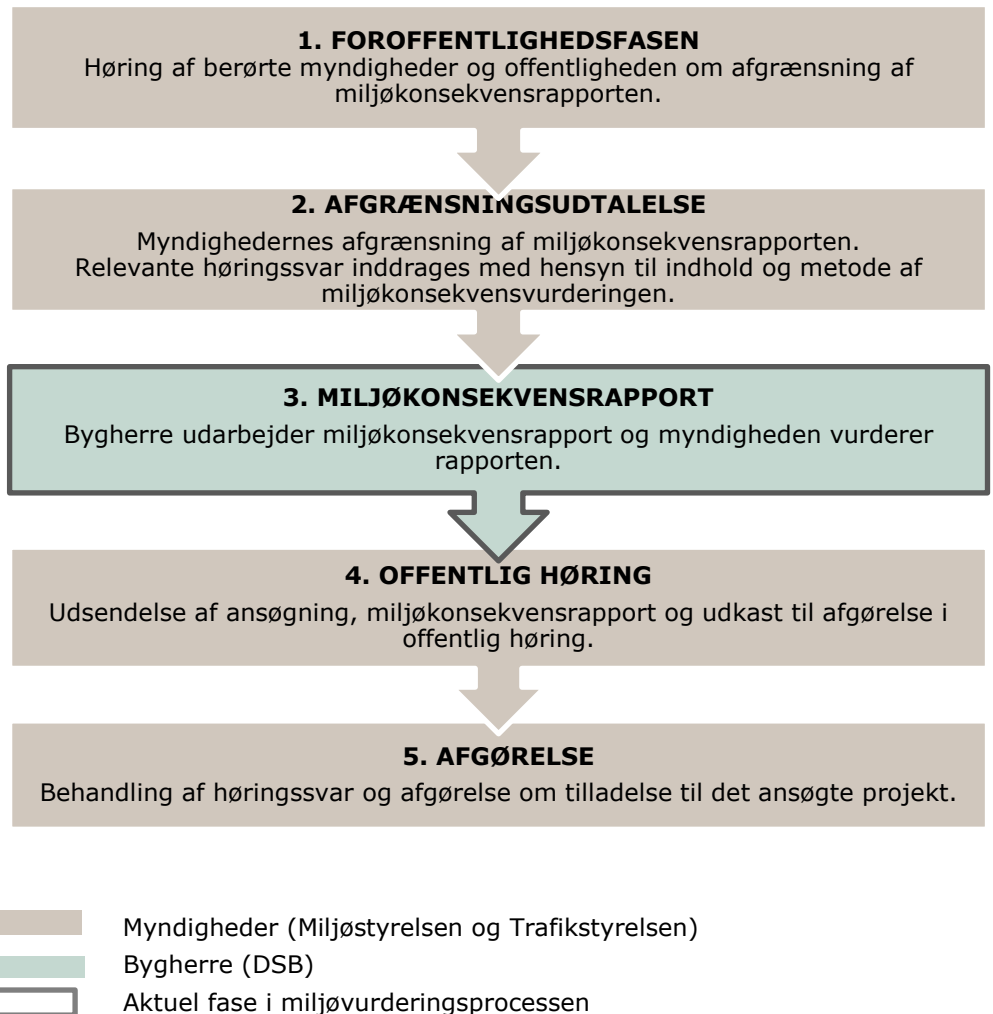 1. FOROFFENTLIGHEDSFASEN
Høring af berørte myndigheder og offentligheden om afgrænsning af
miljøkonsekvensrapporten.
2. AFGRÆNSNINGSUDTALELSE
Myndighedernes afgrænsning af miljøkonsekvensrapporten.
Relevante høringssvar inddrages med hensyn til indhold og metode af
miljøkonsekvensvurderingen.
3. MILJØKONSEKVENSRAPPORT
Bygherre udarbejder miljøkonsekvensrapport og myndigheden vurderer
rapporten.
4. OFFENTLIG HØRING
Udsendelse af ansøgning, miljøkonsekvensrapport og udkast til afgørelse i
offentlig høring.
5. AFGØRELSE
Behandling af høringssvar og afgørelse om tilladelse til det ansøgte projekt.
Myndigheder (Miljøstyrelsen og Trafikstyrelsen)
Bygherre (DSB)
Aktuel fase i miljøvurderingsprocessen